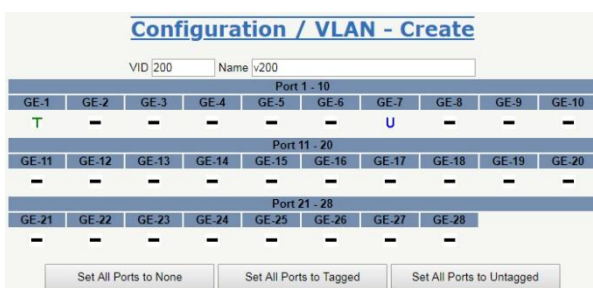 Configuration / VLAN - Create
VID 200 Name v200
Port 1 - 10
GE-1 GE-2 GE-3 GE-4 GE-5 GE-6 GE-7 GE-8 GE-9 GE-10
T - - - - - U - - -
Port 11 - 20
GE-11 GE-12 GE-13 GE-14 GE-15 GE-16 GE-17 GE-18 GE-19 GE-20
- - - - - - - - - -
Port 21 - 28
GE-21 GE-22 GE-23 GE-24 GE-25 GE-26 GE-27 GE-28
- - - - - - - -
Set All Ports to None Set All Ports to Tagged Set All Ports to Untagged